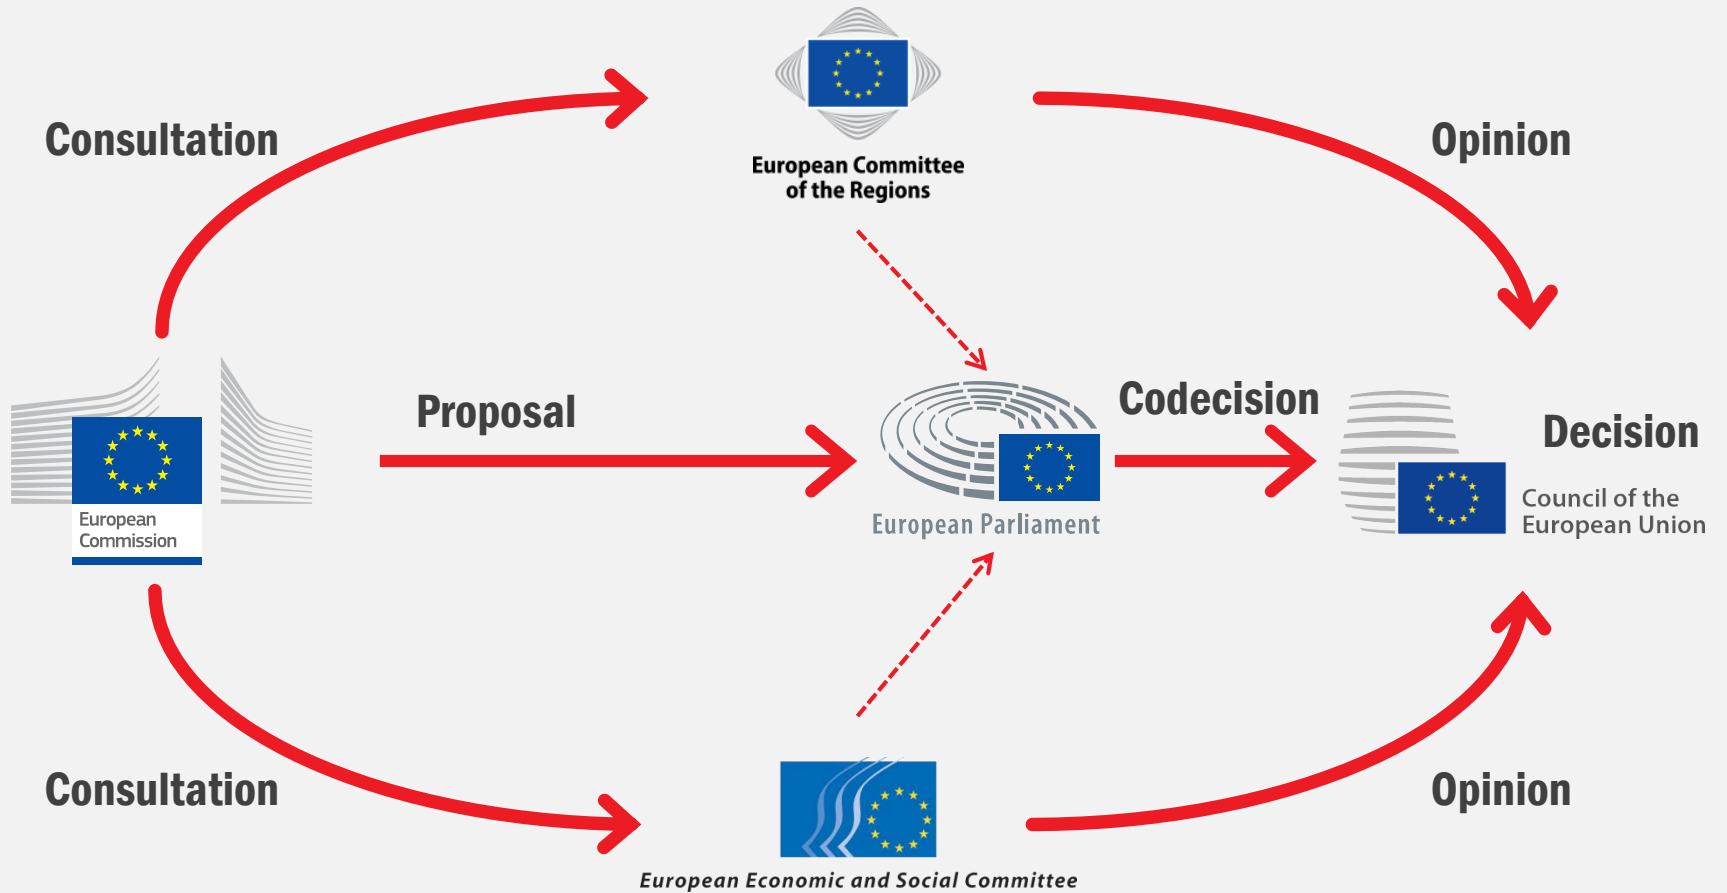 Consultation
European Committee
of the Regions
Opinion
Proposal
Codecision
Decision
European
Commission
European Parliament
Council of the
European Union
Consultation
Opinion
European Economic and Social Committee